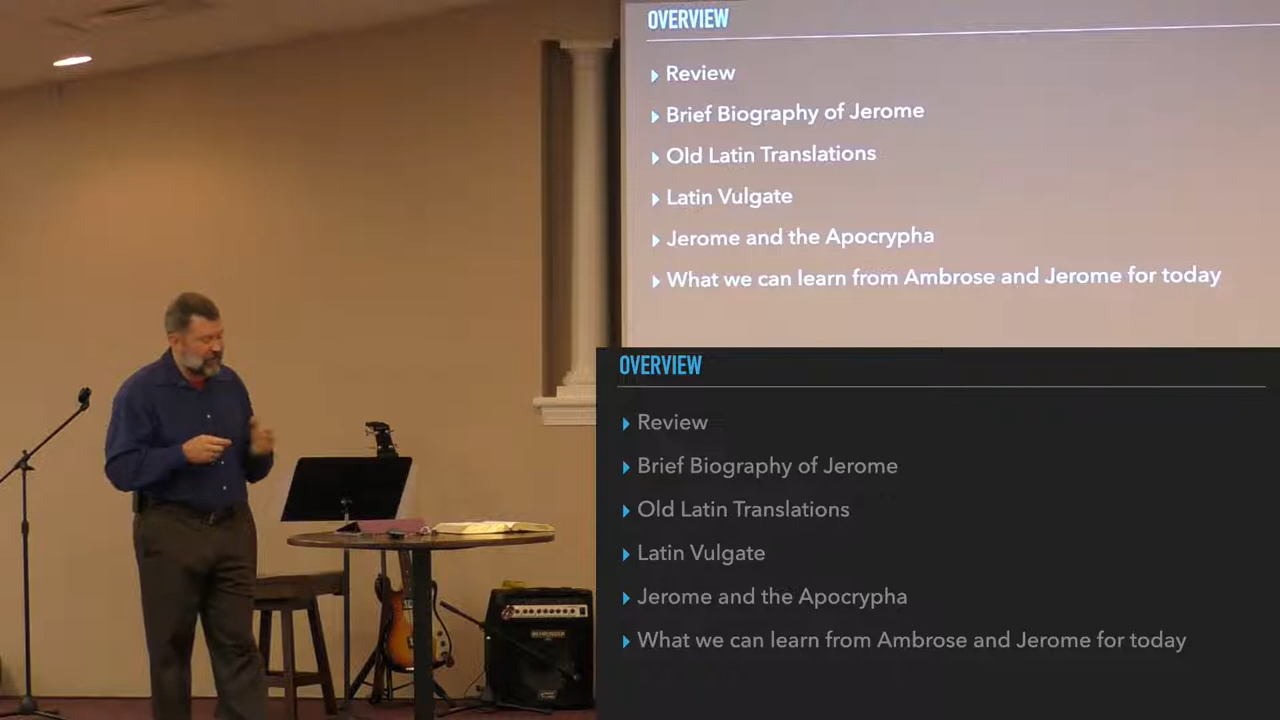 OVERVIEW
Review
Brief Biography of Jerome
Old Latin Translations
Latin Vulgate
Jerome and the Apocrypha
What we can learn from Ambrose and Jerome for today
OVERVIEW
Review
Brief Biography of Jerome
Old Latin Translations
Latin Vulgate
Jerome and the Apocrypha
What we can learn from Ambrose and Jerome for today
BEHRINGER